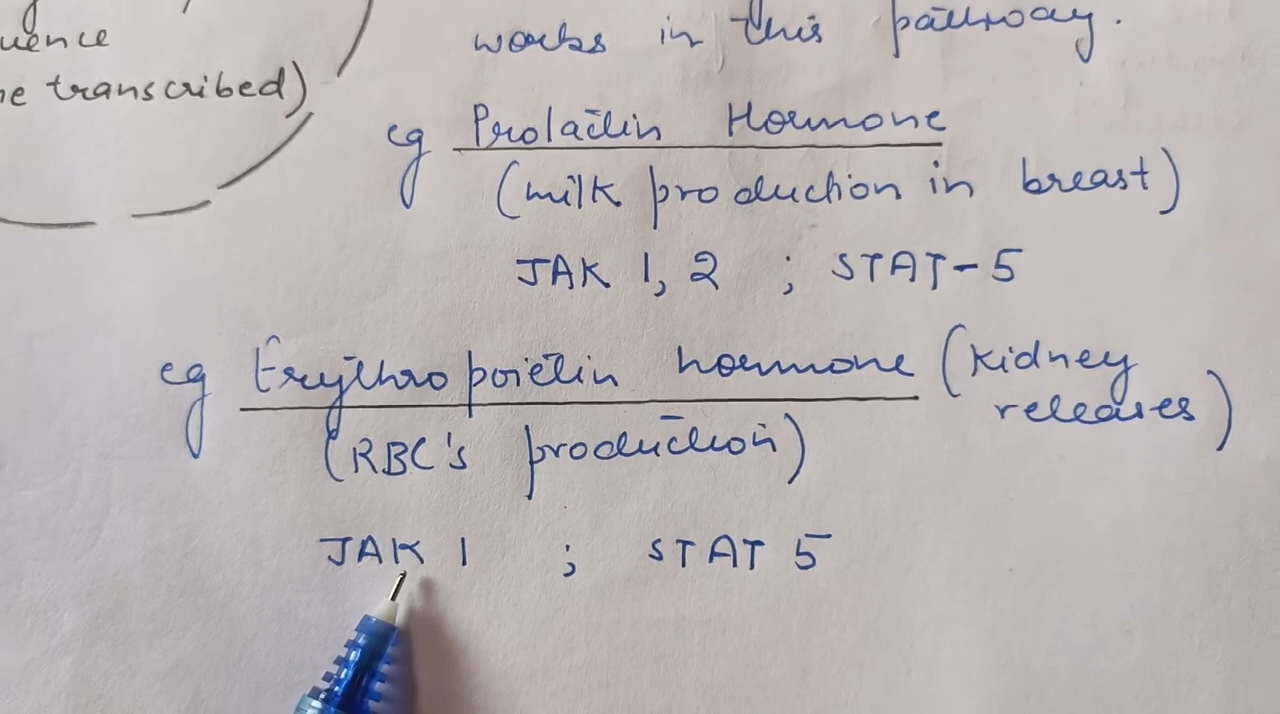 uence
e transcribed)
works in this pathway.
eg Prolactin Hormone
(milk production in breast)
JAK 1, 2 ; STAT-5
eg Erythropoietin hormone (kidney
releases)
(RBC's production)
JAK 1 ; STAT 5